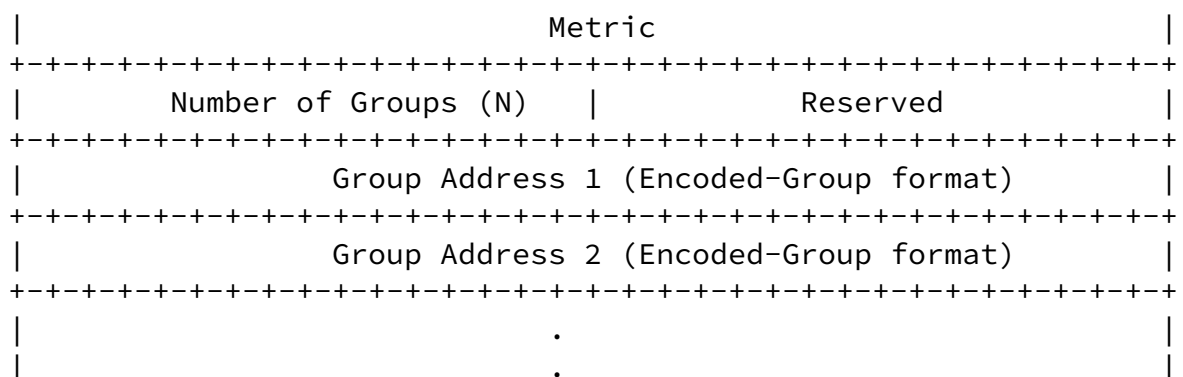 |                             Metric                            |
+-+-+-+-+-+-+-+-+-+-+-+-+-+-+-+-+-+-+-+-+-+-+-+-+-+-+-+-+-+-+-+-+
|        Number of Groups (N)   |           Reserved            |
+-+-+-+-+-+-+-+-+-+-+-+-+-+-+-+-+-+-+-+-+-+-+-+-+-+-+-+-+-+-+-+-+
|                 Group Address 1 (Encoded-Group format)        |
+-+-+-+-+-+-+-+-+-+-+-+-+-+-+-+-+-+-+-+-+-+-+-+-+-+-+-+-+-+-+-+-+
|                 Group Address 2 (Encoded-Group format)        |
+-+-+-+-+-+-+-+-+-+-+-+-+-+-+-+-+-+-+-+-+-+-+-+-+-+-+-+-+-+-+-+-+
|                             .                                 |
|                             .                                 |